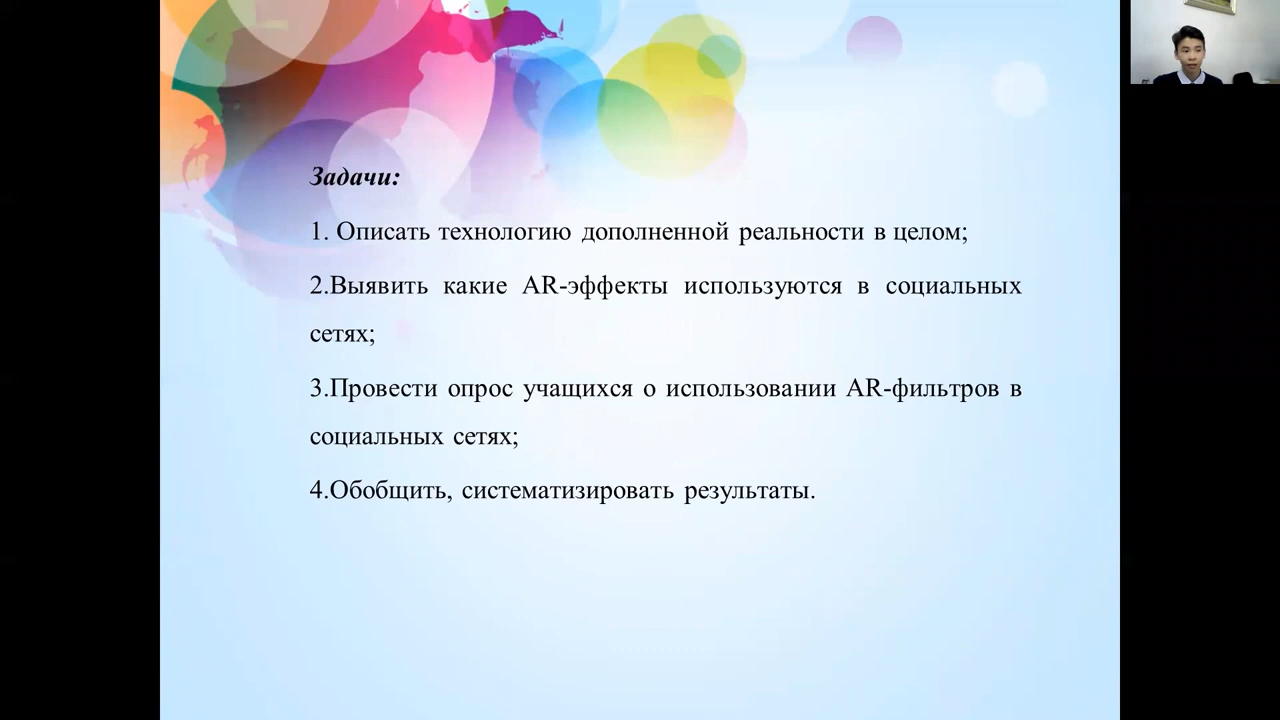 Задачи:
1. Описать технологию дополненной реальности в целом;
2.Выявить какие AR-эффекты используются в социальных
сетях;
3.Провести опрос учащихся о использовании AR-фильтров в
социальных сетях;
4.Обобщить, систематизировать результаты.